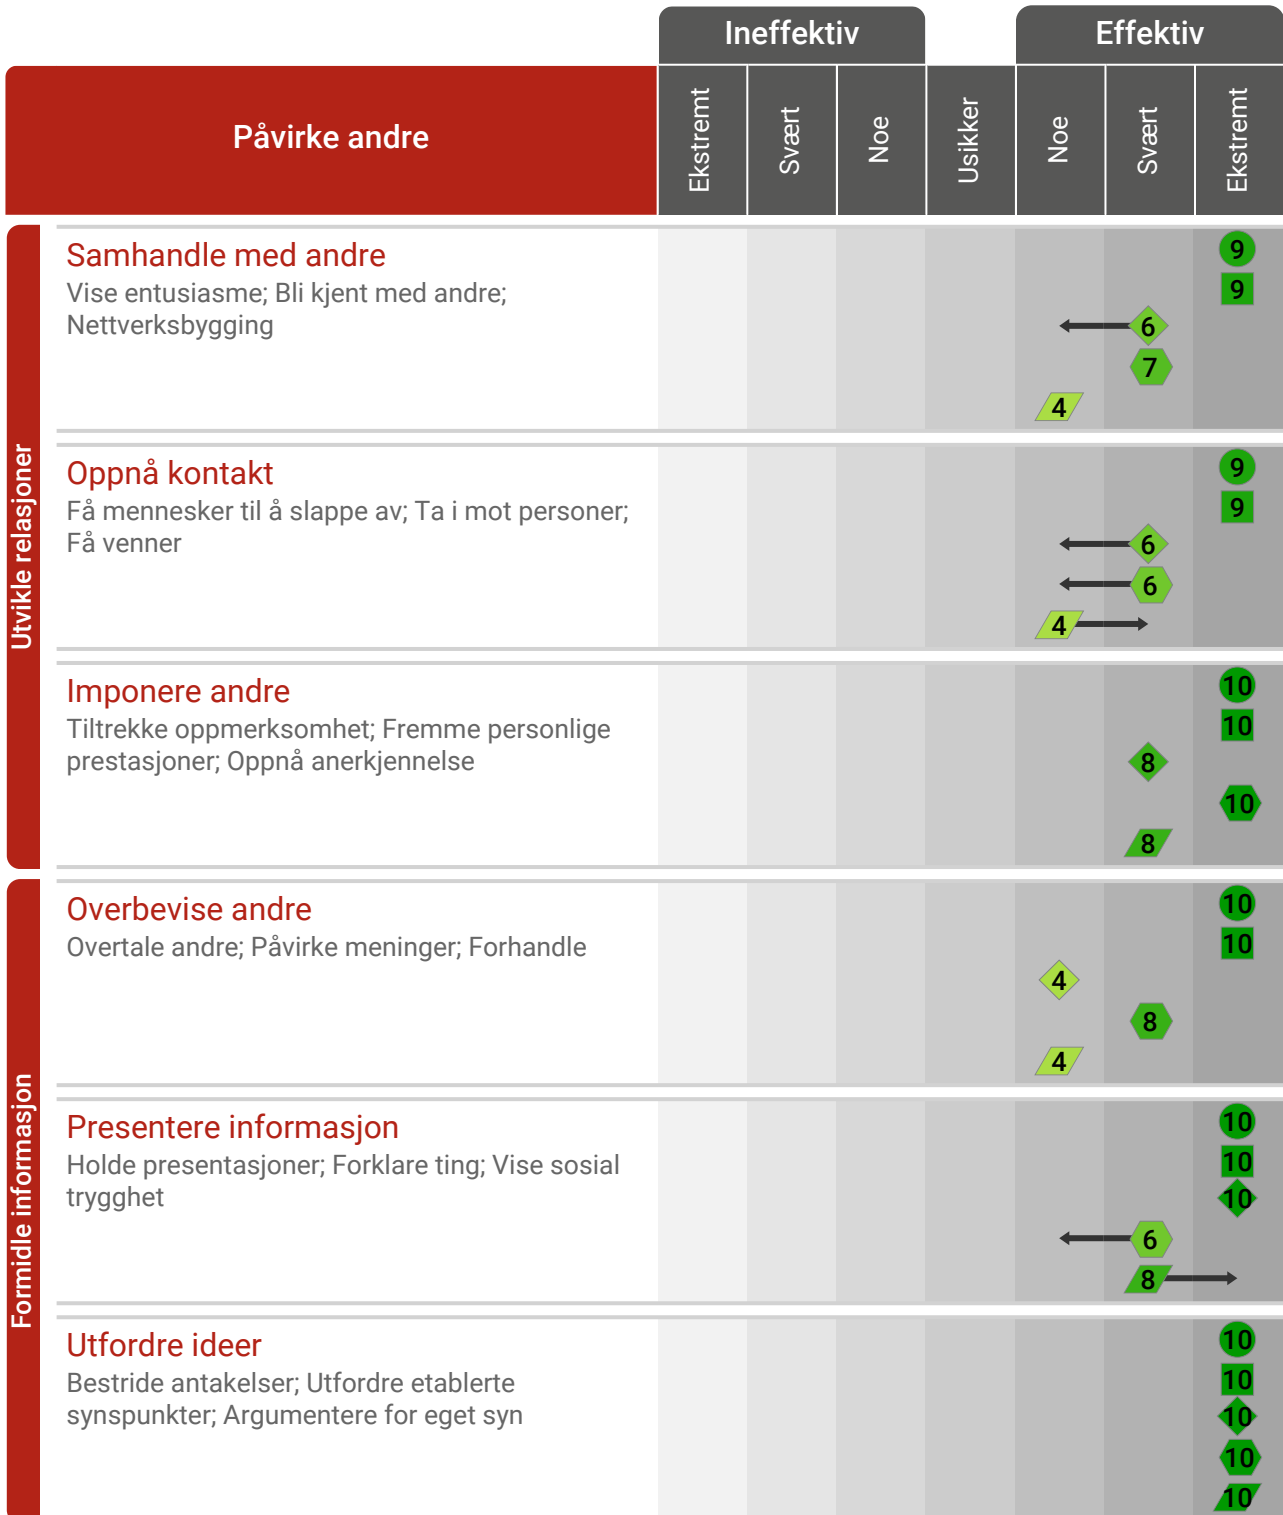 Ineffektiv
Effektiv
Påvirke andre
Ekstremt
Svært
Noe
Usikker
Noe
Svært
Ekstremt
Utvikle relasjoner
Samhandle med andre
Vise entusiasme; Bli kjent med andre;
Nettverksbygging
9
9
6
7
4
Oppnå kontakt
Få mennesker til å slappe av; Ta i mot personer;
Få venner
9
9
6
6
4
Imponere andre
Tiltrekke oppmerksomhet; Fremme personlige
prestasjoner; Oppnå anerkjennelse
10
10
8
10
8
Formidle informasjon
Overbevise andre
Overtale andre; Påvirke meninger; Forhandle
10
10
4
8
4
Presentere informasjon
Holde presentasjoner; Forklare ting; Vise sosial
trygghet
10
10
10
6
8
Utfordre ideer
Bestride antakelser; Utfordre etablerte
synspunkter; Argumentere for eget syn
10
10
10
10
10